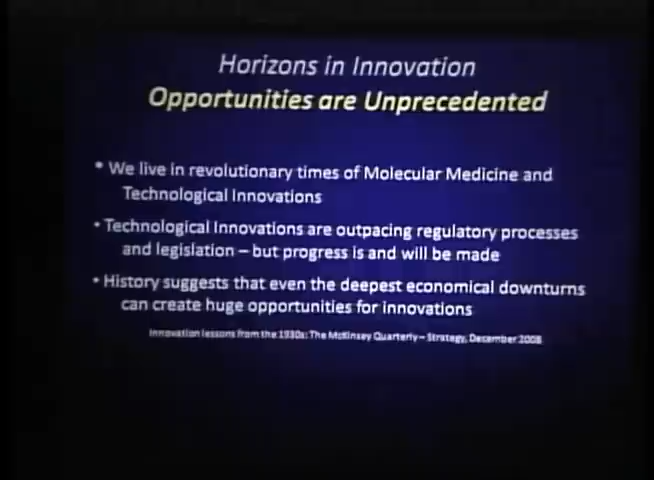 Horizons in Innovation
Opportunities are Unprecedented
• We live in revolutionary times of Molecular Medicine and
Technological Innovations
• Technological Innovations are outpacing regulatory processes
and legislation – but progress is and will be made
• History suggests that even the deepest economical downturns
can create huge opportunities for innovations
Innovation lessons from the 1930s: The McKinsey Quarterly – Strategy, December 2008